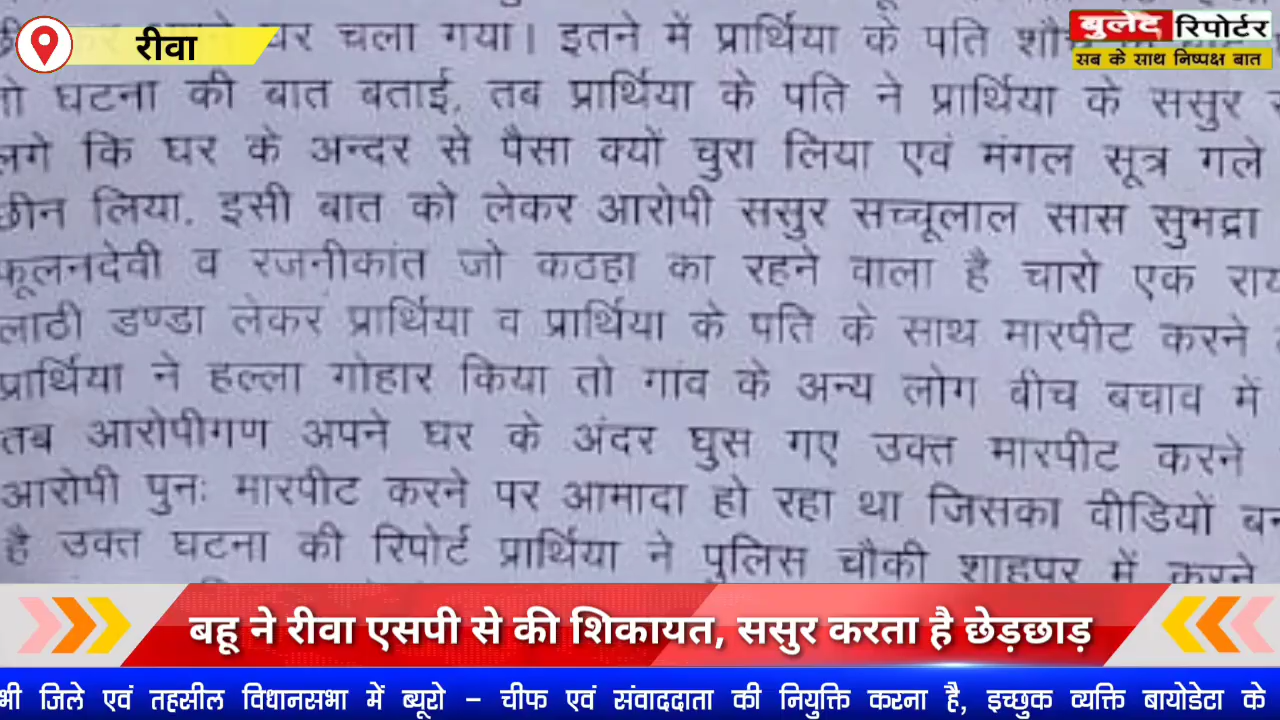 रीवा
बुलेट रिपोर्टर
सब के साथ निष्पक्ष बात
घर चला गया। इतने में प्रार्थिया के पति
घटना की बात बताई, तब प्रार्थिया के पति ने प्रार्थिया के ससुर
लगे कि घर के अन्दर से पैसा क्यों चुरा लिया एवं मंगल सूत्र गले
छीन लिया, इसी बात को लेकर आरोपी ससुर सच्चूलाल सास सुभद्रा
फूलनदेवी व रजनीकांत जो कठहा का रहने वाला है चारो एक
लाठी डण्डा लेकर प्रार्थिया व प्रार्थिया के पति के साथ मारपीट करने
प्रार्थिया ने हल्ला गोहार किया तो गांव के अन्य लोग बीच बचाव में
तब आरोपीगण अपने घर के अंदर घुस गए उक्त मारपीट करने
आरोपी पुनः मारपीट करने पर आमादा हो रहा था जिसका वीडियों
है उक्त घटना की रिपोर्ट प्रार्थिया ने पुलिस चौकी शाहपुर में करने
बहू ने रीवा एसपी से की शिकायत, ससुर करता है छेड़छाड़
भी जिले एवं तहसील विधानसभा में ब्यूरो – चीफ एवं संवाददाता की नियुक्ति करना है, इच्छुक व्यक्ति बायोडेटा के